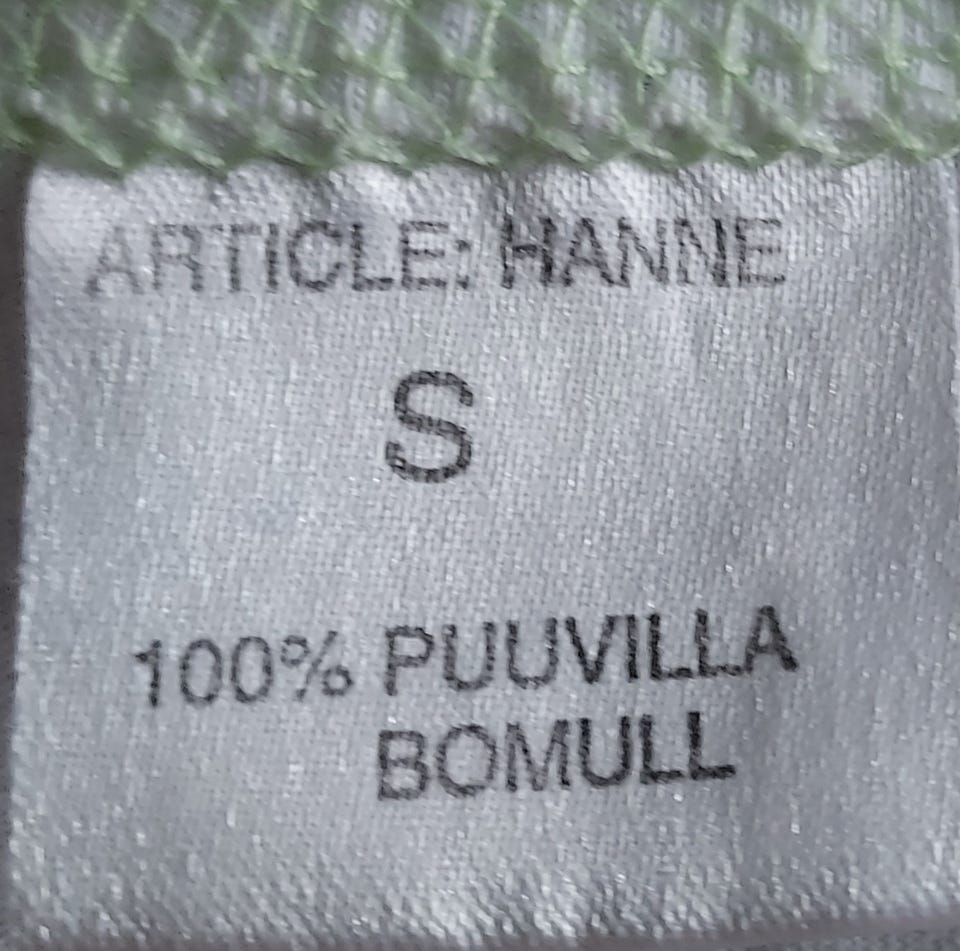 ARTICLE: HANNE
S
100% PUUVILLA
BOMULL